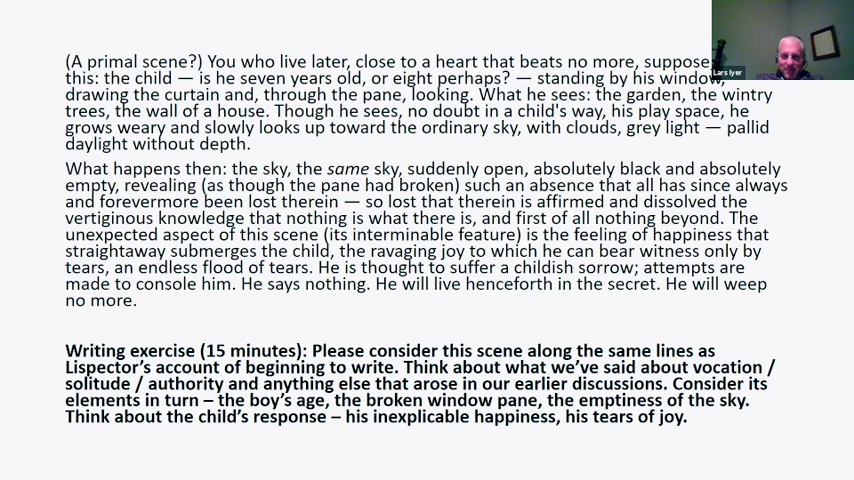 (A primal scene?) You who live later, close to a heart that beats no more, suppose
this: the child — is he seven years old, or eight perhaps? — standing by his window,
drawing the curtain and, through the pane, looking. What he sees: the garden, the wintry
trees, the wall of a house. Though he sees, no doubt in a child's way, his play space, he
grows weary and slowly looks up toward the ordinary sky, with clouds, grey light — pallid
daylight without depth.
What happens then: the sky, the same sky, suddenly open, absolutely black and absolutely
empty, revealing (as though the pane had broken) such an absence that all has since always
and forevermore been lost therein — so lost that therein is affirmed and dissolved the
vertiginous knowledge that nothing is what there is, and first of all nothing beyond. The
unexpected aspect of this scene (its interminable feature) is the feeling of happiness that
straightaway submerges the child, the ravaging joy to which he can bear witness only by
tears, an endless flood of tears. He is thought to suffer a childish sorrow; attempts are
made to console him. He says nothing. He will live henceforth in the secret. He will weep
no more.
Writing exercise (15 minutes): Please consider this scene along the same lines as
Lispector's account of beginning to write. Think about what we've said about vocation /
solitude / authority and anything else that arose in our earlier discussions. Consider its
elements in turn – the boy's age, the broken window pane, the emptiness of the sky.
Think about the child's response – his inexplicable happiness, his tears of joy.
Lars Iyer